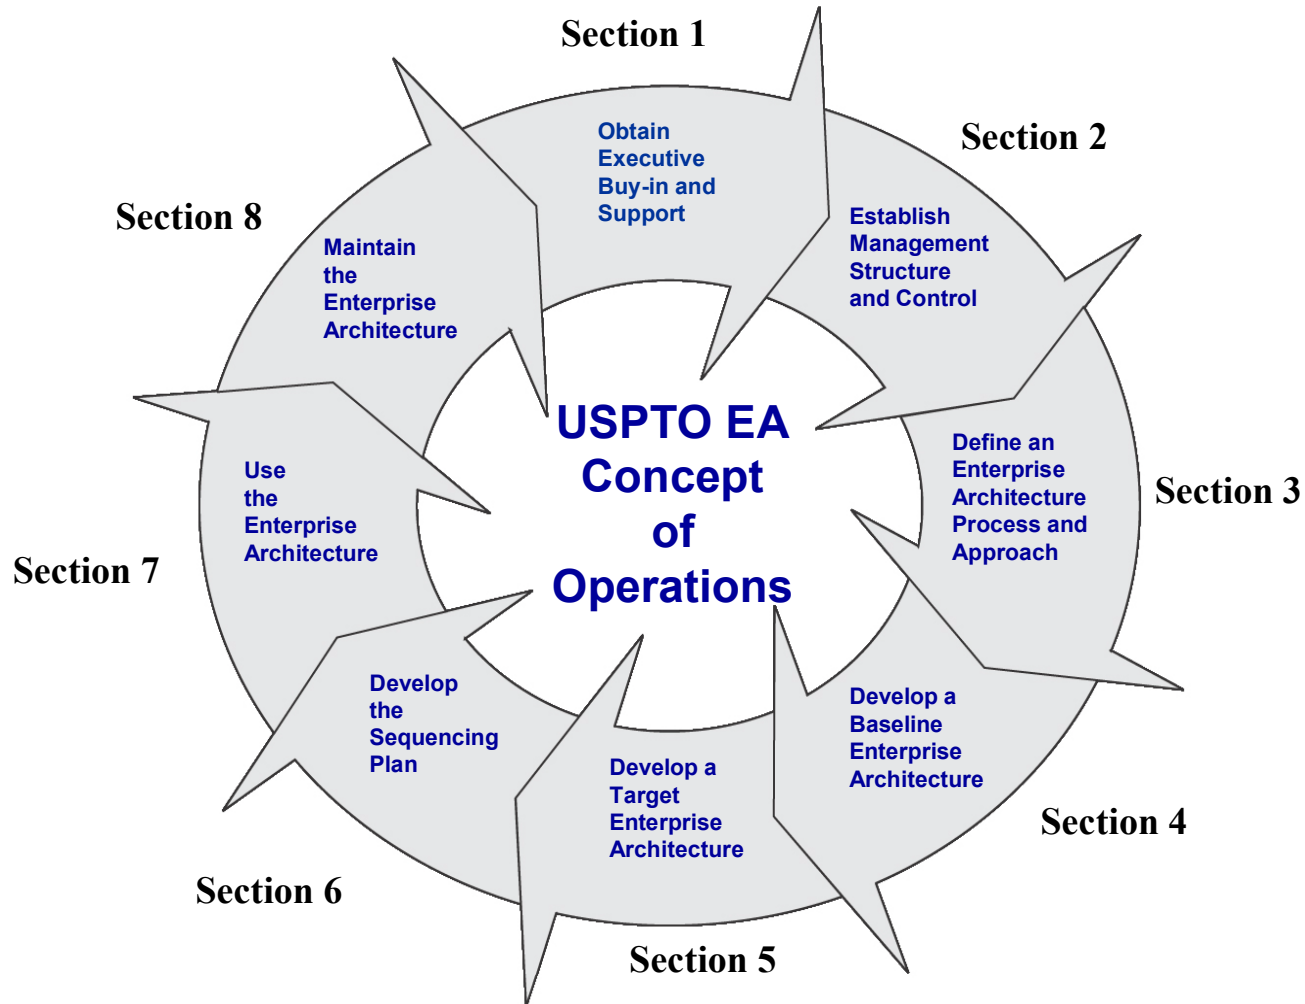 Section 1
Obtain
Executive
Buy-in and
Support
Section 2
Establish
Management
Structure
and Control
Section 3
Define an
Enterprise
Architecture
Process and
Approach
Section 4
Develop a
Baseline
Enterprise
Architecture
Section 5
Develop a
Target
Enterprise
Architecture
Section 6
Develop
the
Sequencing
Plan
Section 7
Use
the
Enterprise
Architecture
Section 8
Maintain
the
Enterprise
Architecture
USPTO EA
Concept
of
Operations